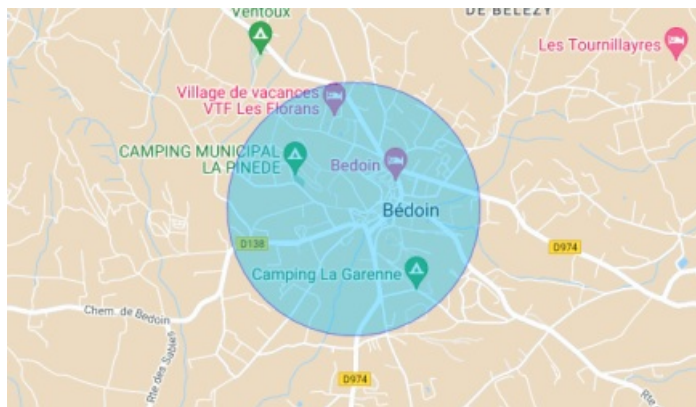 Ventoux
DE BELEZY
Les Tournillayres
Village de vacances
VTF Les Florans
CAMPING MUNICIPAL
LA PINEDE
Bedoin
Bédoin
D138
D974
Camping La Garenne
Chem. de Bedoin
Rte des Sables
D974
Rte